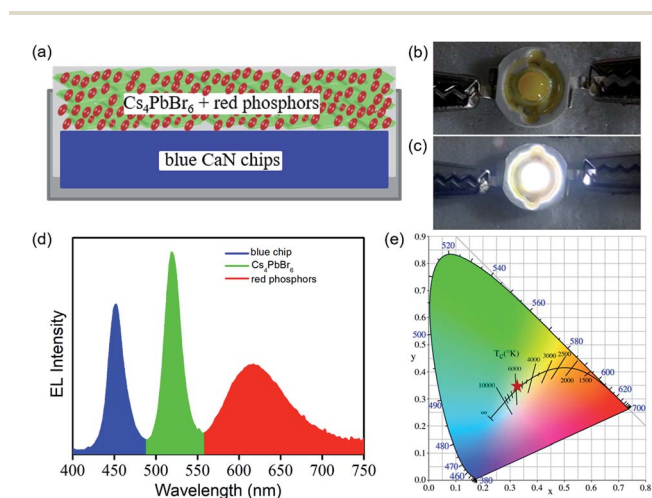 (a)
Cs4PbBr6 + red phosphors
blue CaN chips
(b)
(c)
(d)
blue chip
Cs4PbBr6
red phosphors
EL Intensity
400 450 500 550 600 650 700 750
Wavelength (nm)
(e)
0.9
0.8
0.7
0.6
0.5
y
0.4
0.3
0.2
0.1
0.0
0.0 0.1 0.2 0.3 0.4 0.5 0.6 0.7 0.8
x
520
540
560
500
580
600
620
700
490
480
470
460
380
Tc(°K)
∞
10000
6000
4000
3000
2500
2000
1500